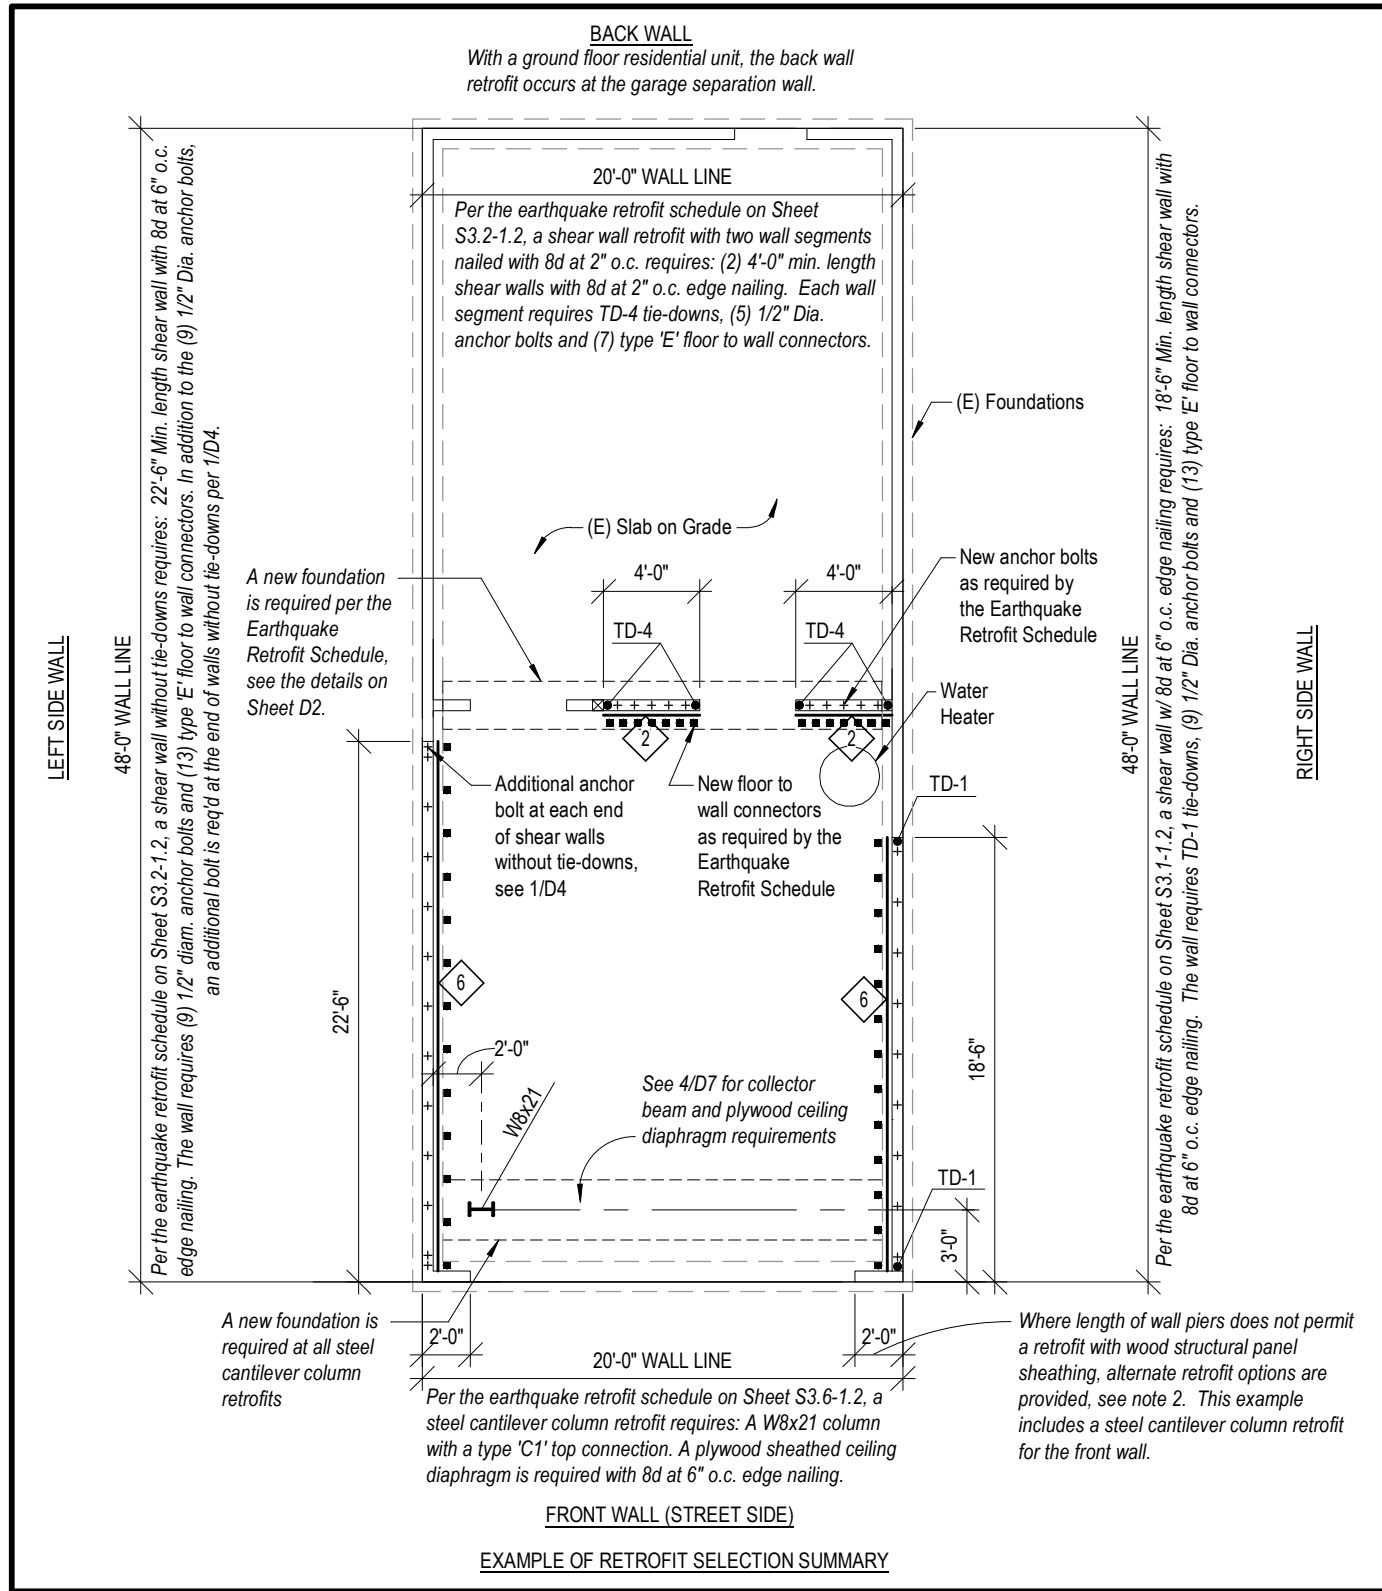 BACK WALL
With a ground floor residential unit, the back wall
retrofit occurs at the garage separation wall.
20'-0" WALL LINE
Per the earthquake retrofit schedule on Sheet
S3.2-1.2, a shear wall retrofit with two wall segments
nailed with 8d at 2" o.c. requires: (2) 4'-0" min. length
shear walls with 8d at 2" o.c. edge nailing. Each wall
segment requires TD-4 tie-downs, (5) 1/2" Dia.
anchor bolts and (7) type 'E' floor to wall connectors.
LEFT SIDE WALL
48'-0" WALL LINE
Per the earthquake retrofit schedule on Sheet S3.2-1.2, a shear wall without tie-downs requires: 22'-6" Min. length shear wall with 8d at 6" o.c.
edge nailing. The wall requires (9) 1/2" diam. anchor bolts and (13) type 'E' floor to wall connectors. In addition to the (9) 1/2" Dia. anchor bolts,
an additional bolt is req'd at the end of walls without tie-downs per 1/D4.
(E) Foundations
(E) Slab on Grade
A new foundation
is required per the
Earthquake
Retrofit Schedule,
see the details on
Sheet D2.
4'-0"
4'-0"
TD-4
TD-4
New anchor bolts
as required by
the Earthquake
Retrofit Schedule
Water
Heater
2
2
Additional anchor
bolt at each end
of shear walls
without tie-downs,
see 1/D4
New floor to
wall connectors
as required by the
Earthquake
Retrofit Schedule
TD-1
22'-6"
6
6
2'-0"
W8x21
See 4/D7 for collector
beam and plywood ceiling
diaphragm requirements
18'-6"
TD-1
3'-0"
48'-0" WALL LINE
Per the earthquake retrofit schedule on Sheet S3.1-1.2, a shear wall w/ 8d at 6" o.c. edge nailing requires: 18'-6" Min. length shear wall with
8d at 6" o.c. edge nailing. The wall requires TD-1 tie-downs, (9) 1/2" Dia. anchor bolts and (13) type 'E' floor to wall connectors.
RIGHT SIDE WALL
A new foundation is
required at all steel
cantilever column
retrofits
2'-0"
2'-0"
20'-0" WALL LINE
Per the earthquake retrofit schedule on Sheet S3.6-1.2, a
steel cantilever column retrofit requires: A W8x21 column
with a type 'C1' top connection. A plywood sheathed ceiling
diaphragm is required with 8d at 6" o.c. edge nailing.
Where length of wall piers does not permit
a retrofit with wood structural panel
sheathing, alternate retrofit options are
provided, see note 2. This example
includes a steel cantilever column retrofit
for the front wall.
FRONT WALL (STREET SIDE)
EXAMPLE OF RETROFIT SELECTION SUMMARY